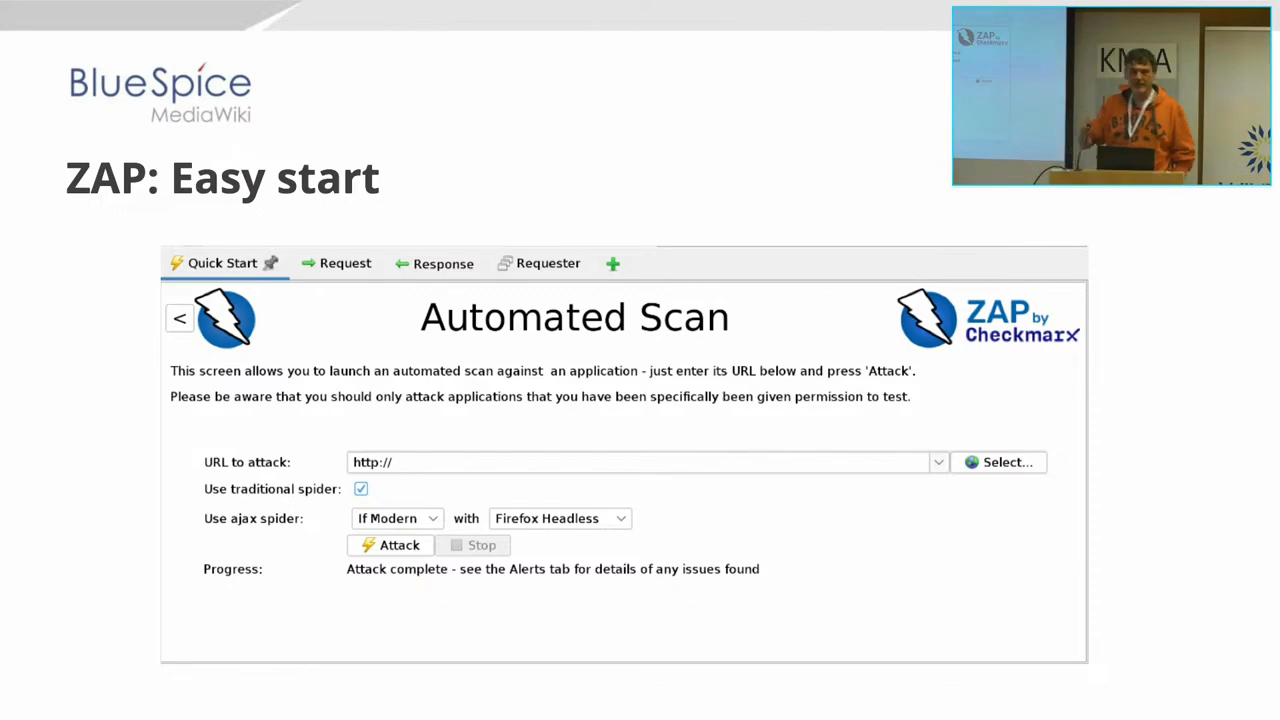 BlueSpice
MediaWiki
ZAP by
Checkmarx
KN
A
ZAP: Easy start
Quick Start
Request
Response
Requester
<
Automated Scan
ZAP by
Checkmarx
This screen allows you to launch an automated scan against an application - just enter its URL below and press 'Attack'.
Please be aware that you should only attack applications that you have been specifically been given permission to test.
URL to attack: http:// Select...
Use traditional spider:
Use ajax spider: If Modern with Firefox Headless
Attack Stop
Progress: Attack complete - see the Alerts tab for details of any issues found